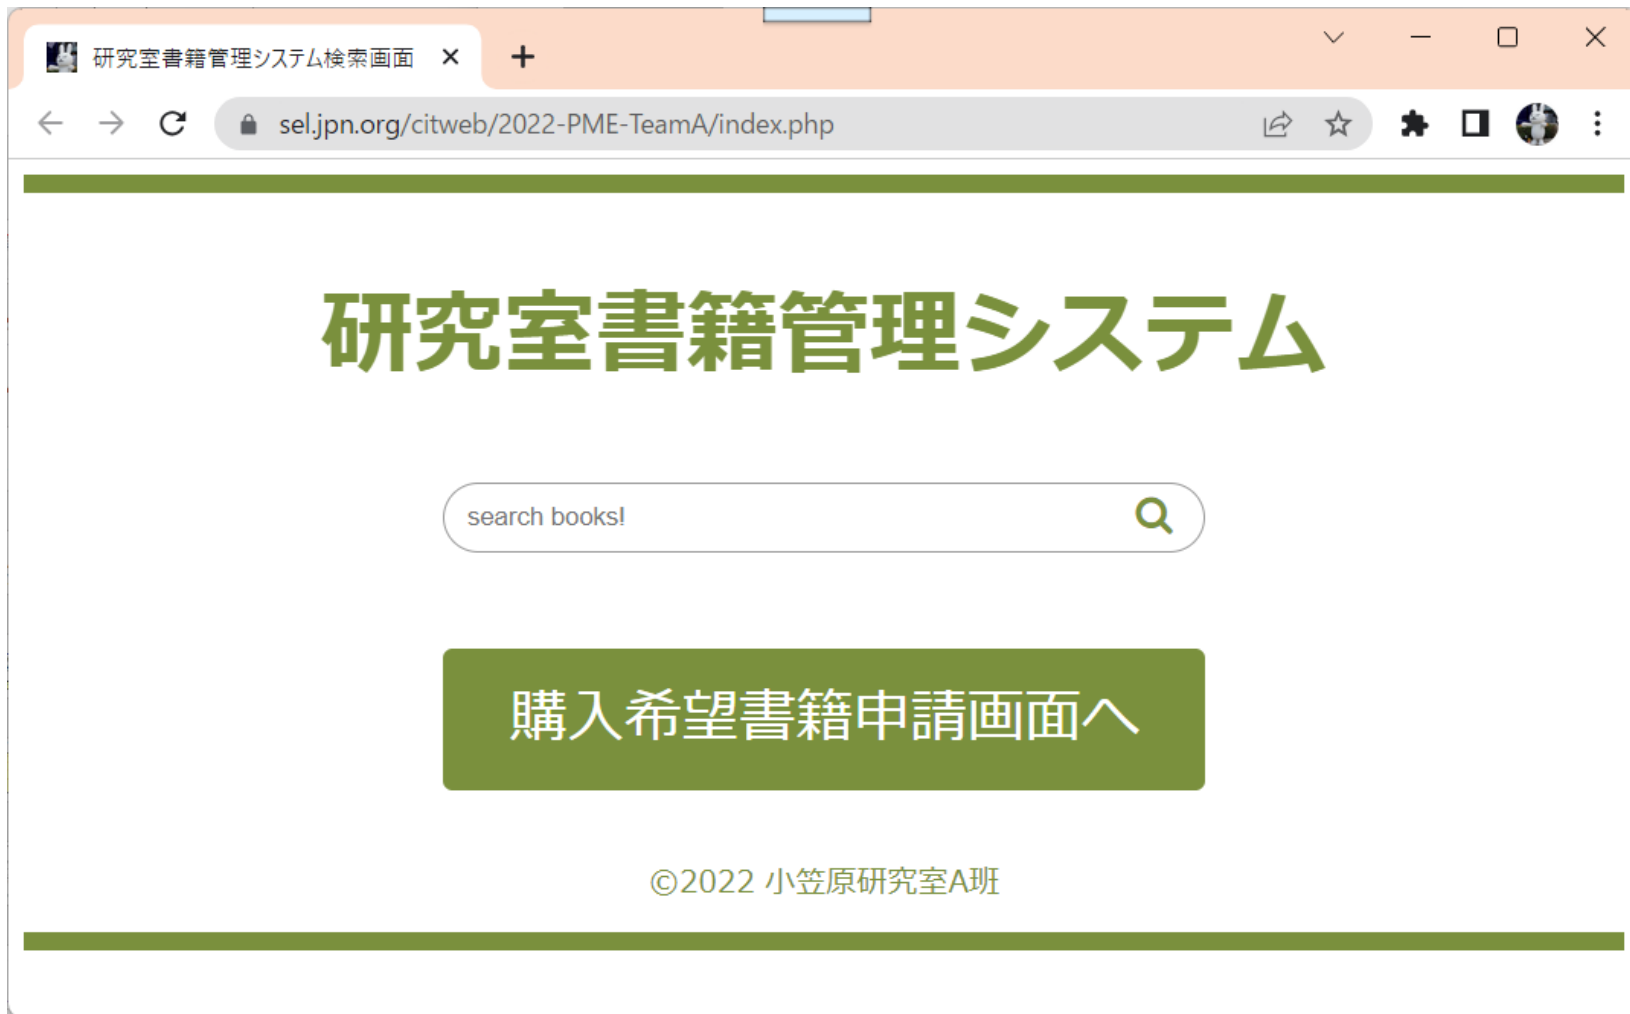 研究室書籍管理システム検索画面
sel.jpn.org/citweb/2022-PME-TeamA/index.php
研究室書籍管理システム
search books!
購入希望書籍申請画面へ
©2022 小笠原研究室A班